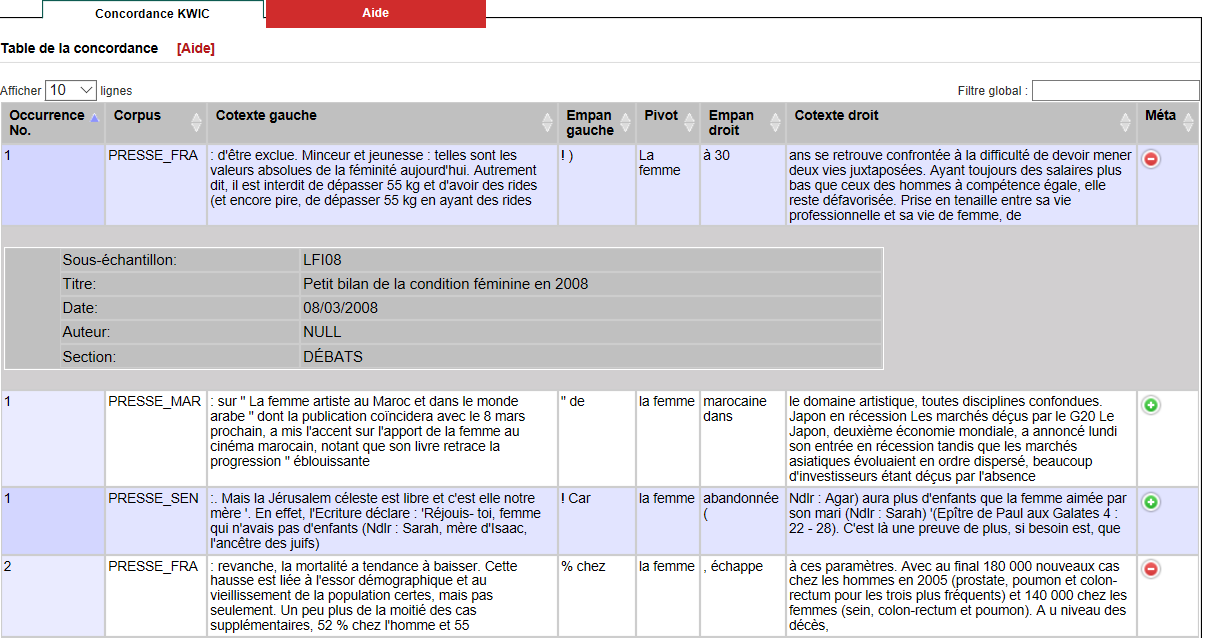 Concordance KWIC
Aide
Table de la concordance [Aide]
Afficher 10 lignes
Filtre global :
Occurrence No.
Corpus
Cotexte gauche
Empan gauche
Pivot
Empan droit
Cotexte droit
Méta
1
PRESSE_FRA
: d'être exclue. Minceur et jeunesse : telles sont les
valeurs absolues de la féminité aujourd'hui. Autrement
dit, il est interdit de dépasser 55 kg et d'avoir des rides
(et encore pire, de dépasser 55 kg en ayant des rides
! )
La
femme
à 30
ans se retrouve confrontée à la difficulté de devoir mener
deux vies juxtaposées. Ayant toujours des salaires plus
bas que ceux des hommes à compétence égale, elle
reste défavorisée. Prise en tenaille entre sa vie
professionnelle et sa vie de femme, de
Sous-échantillon: LFI08
Titre: Petit bilan de la condition féminine en 2008
Date: 08/03/2008
Auteur: NULL
Section: DÉBATS
1
PRESSE_MAR
: sur " La femme artiste au Maroc et dans le monde
arabe " dont la publication coïncidera avec le 8 mars
prochain, a mis l'accent sur l'apport de la femme au
cinéma marocain, notant que son livre retrace la
progression " éblouissante
" de
la femme
marocaine
dans
le domaine artistique, toutes disciplines confondues.
Japon en récession Les marchés déçus par le G20 Le
Japon, deuxième économie mondiale, a annoncé lundi
son entrée en récession tandis que les marchés
asiatiques évoluaient en ordre dispersé, beaucoup
d'investisseurs étant déçus par l'absence
1
PRESSE_SEN
:. Mais la Jérusalem céleste est libre et c'est elle notre
mère '. En effet, l'Ecriture déclare : 'Réjouis- toi, femme
qui n'avais pas d'enfants (Ndlr : Sarah, mère d'Isaac,
l'ancêtre des juifs)
! Car
la femme
abandonnée
(
Ndlr : Agar) aura plus d'enfants que la femme aimée par
son mari (Ndlr : Sarah) '(Epître de Paul aux Galates 4 :
22 - 28). C'est là une preuve de plus, si besoin est, que
2
PRESSE_FRA
: revanche, la mortalité a tendance à baisser. Cette
hausse est liée à l'essor démographique et au
vieillissement de la population certes, mais pas
seulement. Un peu plus de la moitié des cas
supplémentaires, 52 % chez l'homme et 55
% chez
la femme
, échappe
à ces paramètres. Avec au final 180 000 nouveaux cas
chez les hommes en 2005 (prostate, poumon et colon-
rectum pour les trois plus fréquents) et 140 000 chez les
femmes (sein, colon-rectum et poumon). A u niveau des
décès,